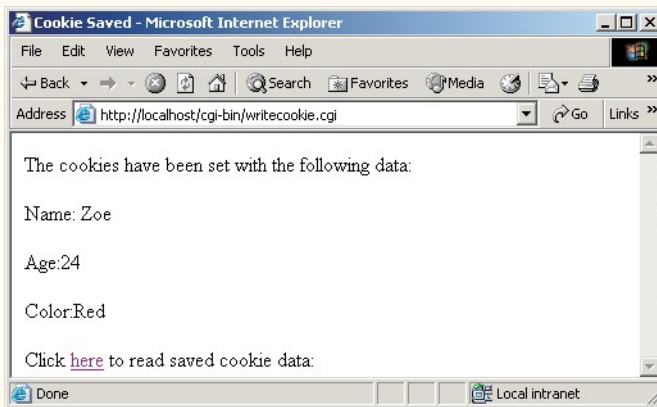 Cookie Saved - Microsoft Internet Explorer
File Edit View Favorites Tools Help
Back Search Favorites Media »
Address http://localhost/cgi-bin/writecookie.cgi Go Links »
The cookies have been set with the following data:
Name: Zoe
Age:24
Color:Red
Click here to read saved cookie data:
Done Local intranet